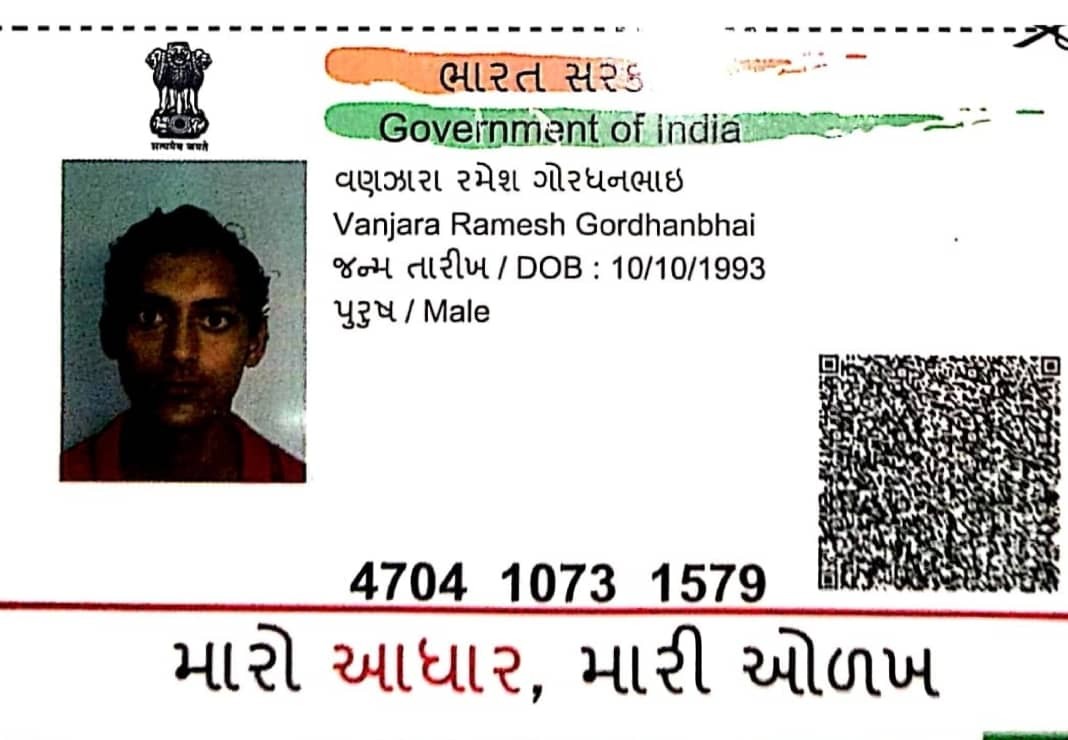 सत्यमेव जयते
ભારત સરક
Government of India
વણઝારા રમેશ ગોરધનભાઇ
Vanjara Ramesh Gordhanbhai
જન્મ તારીખ / DOB : 10/10/1993
પુરુષ / Male
4704 1073 1579
મારો આધાર, મારી ઓળખ